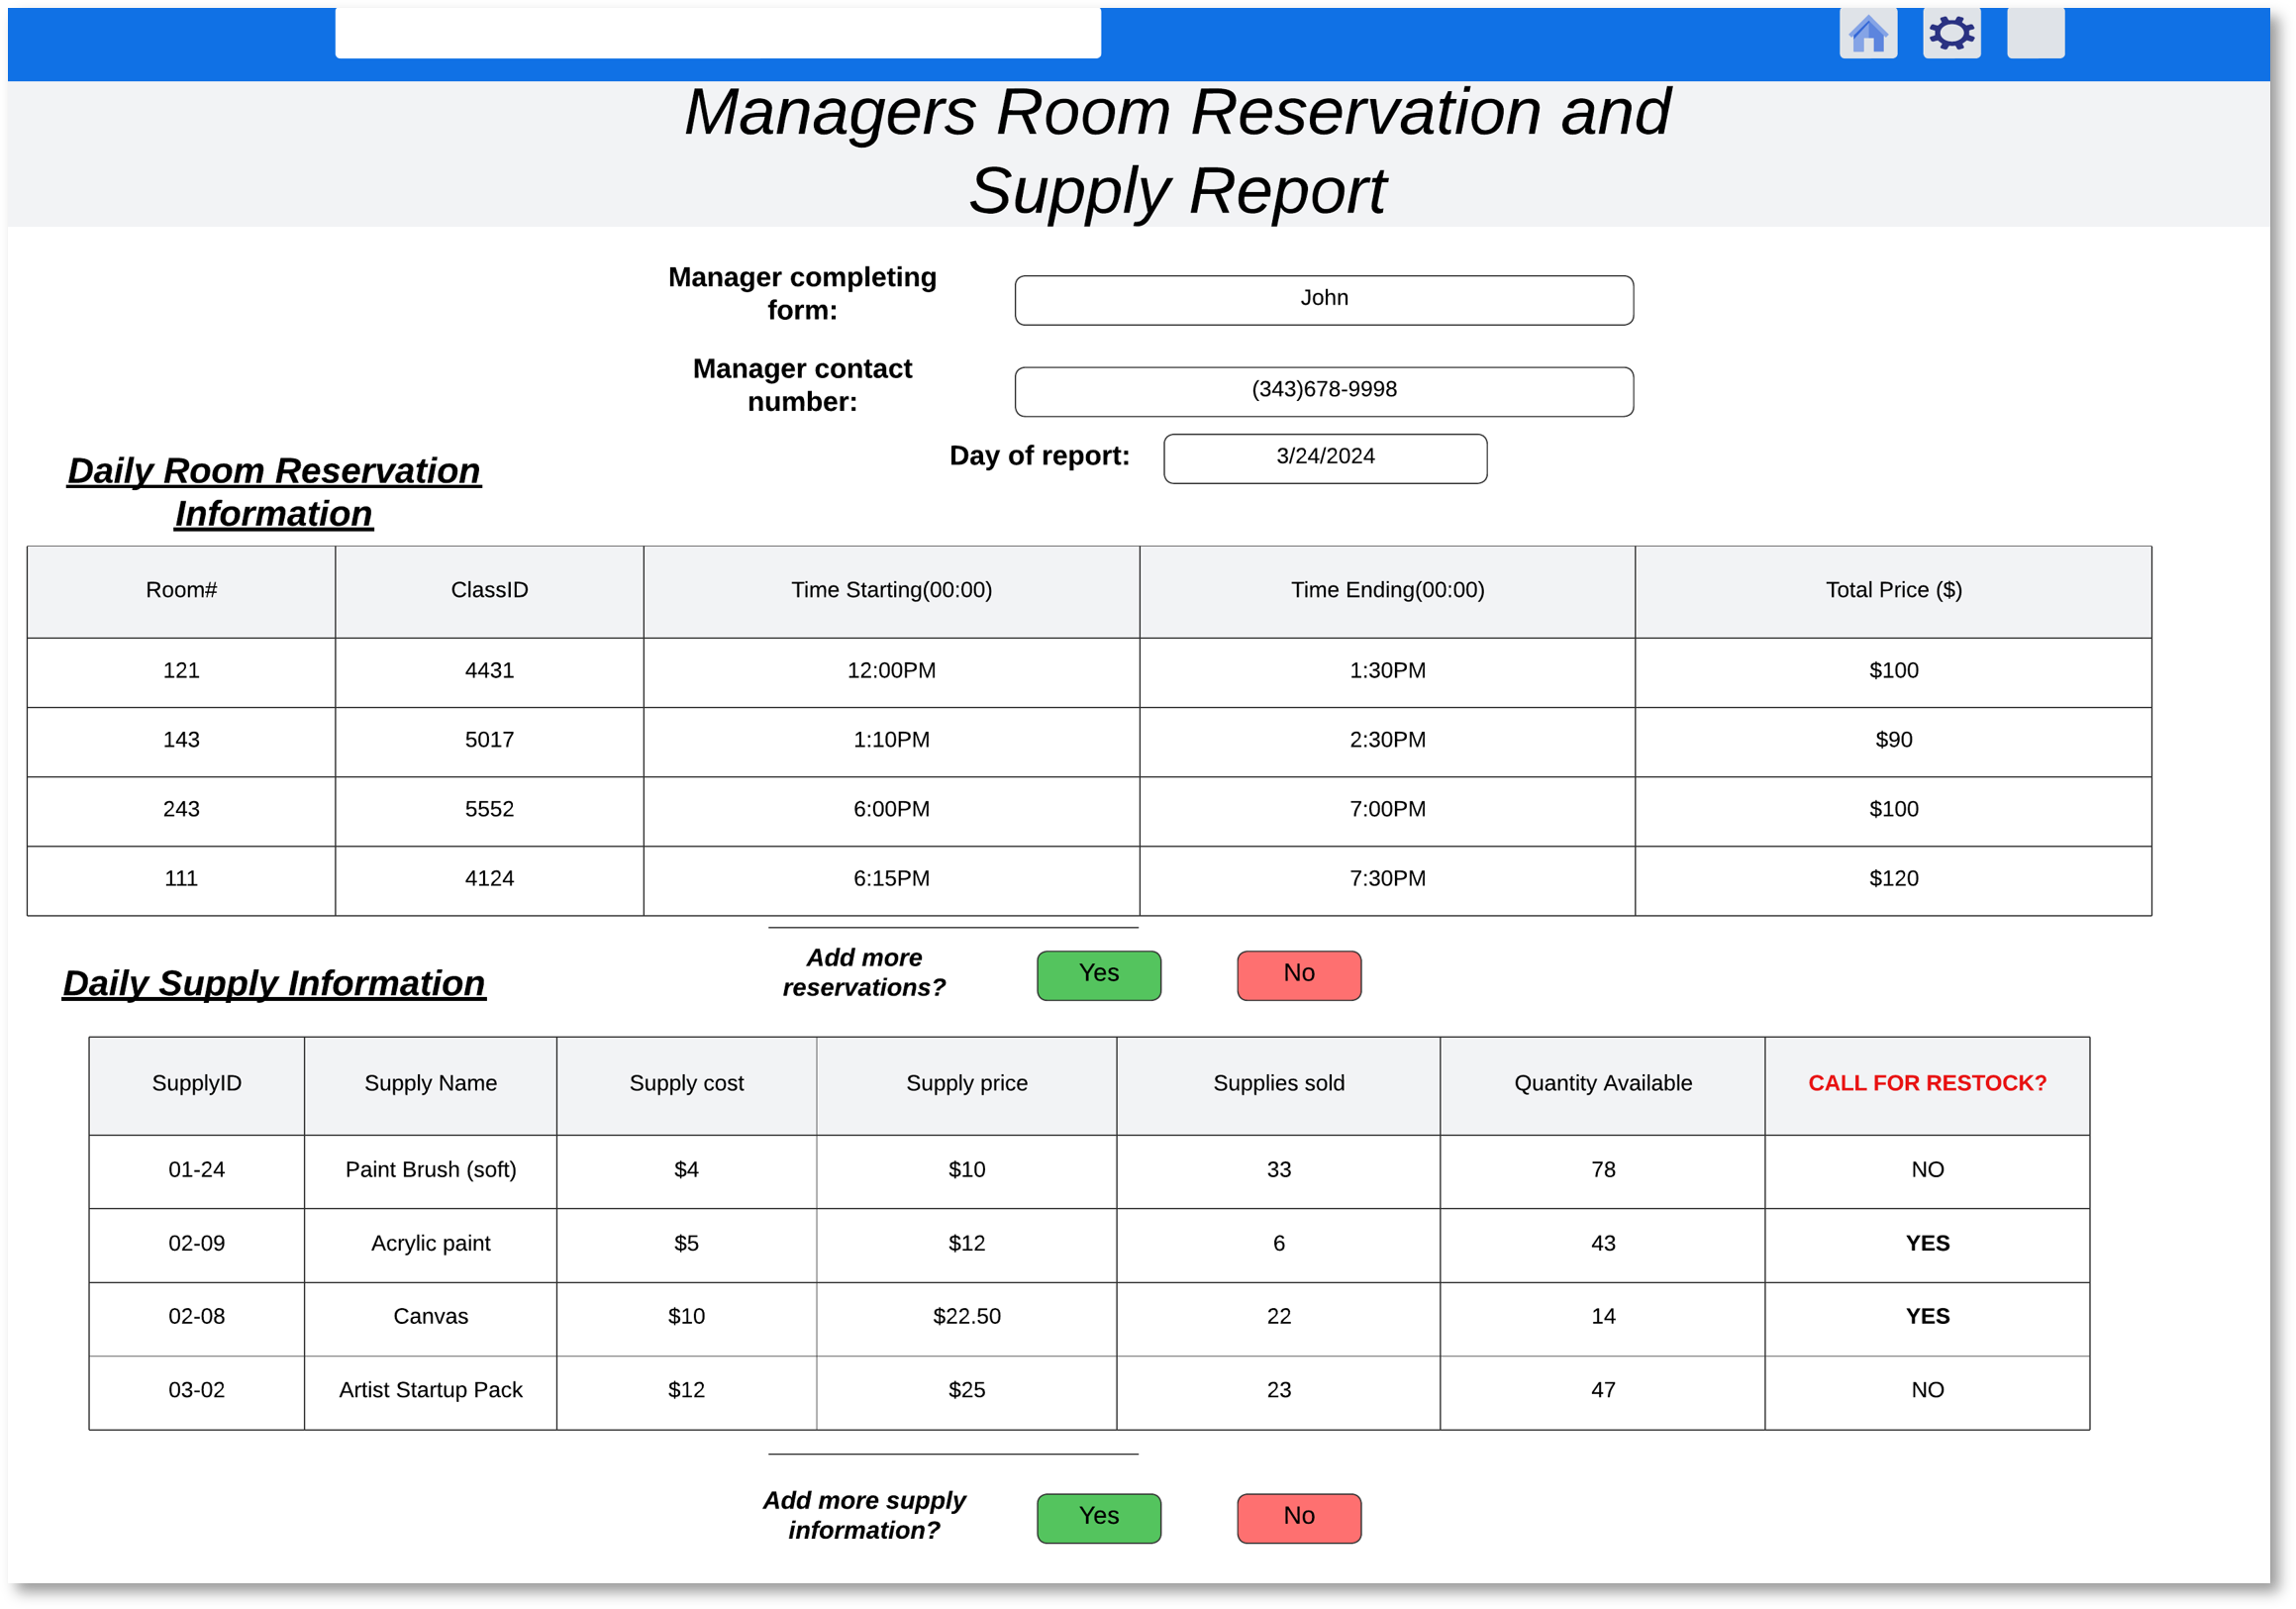 Managers Room Reservation and
Supply Report
Manager completing
form:
John
Manager contact
number:
(343)678-9998
Day of report:
3/24/2024
Daily Room Reservation
Information
Room# ClassID Time Starting(00:00) Time Ending(00:00) Total Price ($)
121 4431 12:00PM 1:30PM $100
143 5017 1:10PM 2:30PM $90
243 5552 6:00PM 7:00PM $100
111 4124 6:15PM 7:30PM $120
Add more
reservations?
Yes No
Daily Supply Information
SupplyID Supply Name Supply cost Supply price Supplies sold Quantity Available CALL FOR RESTOCK?
01-24 Paint Brush (soft) $4 $10 33 78 NO
02-09 Acrylic paint $5 $12 6 43 YES
02-08 Canvas $10 $22.50 22 14 YES
03-02 Artist Startup Pack $12 $25 23 47 NO
Add more supply
information?
Yes No